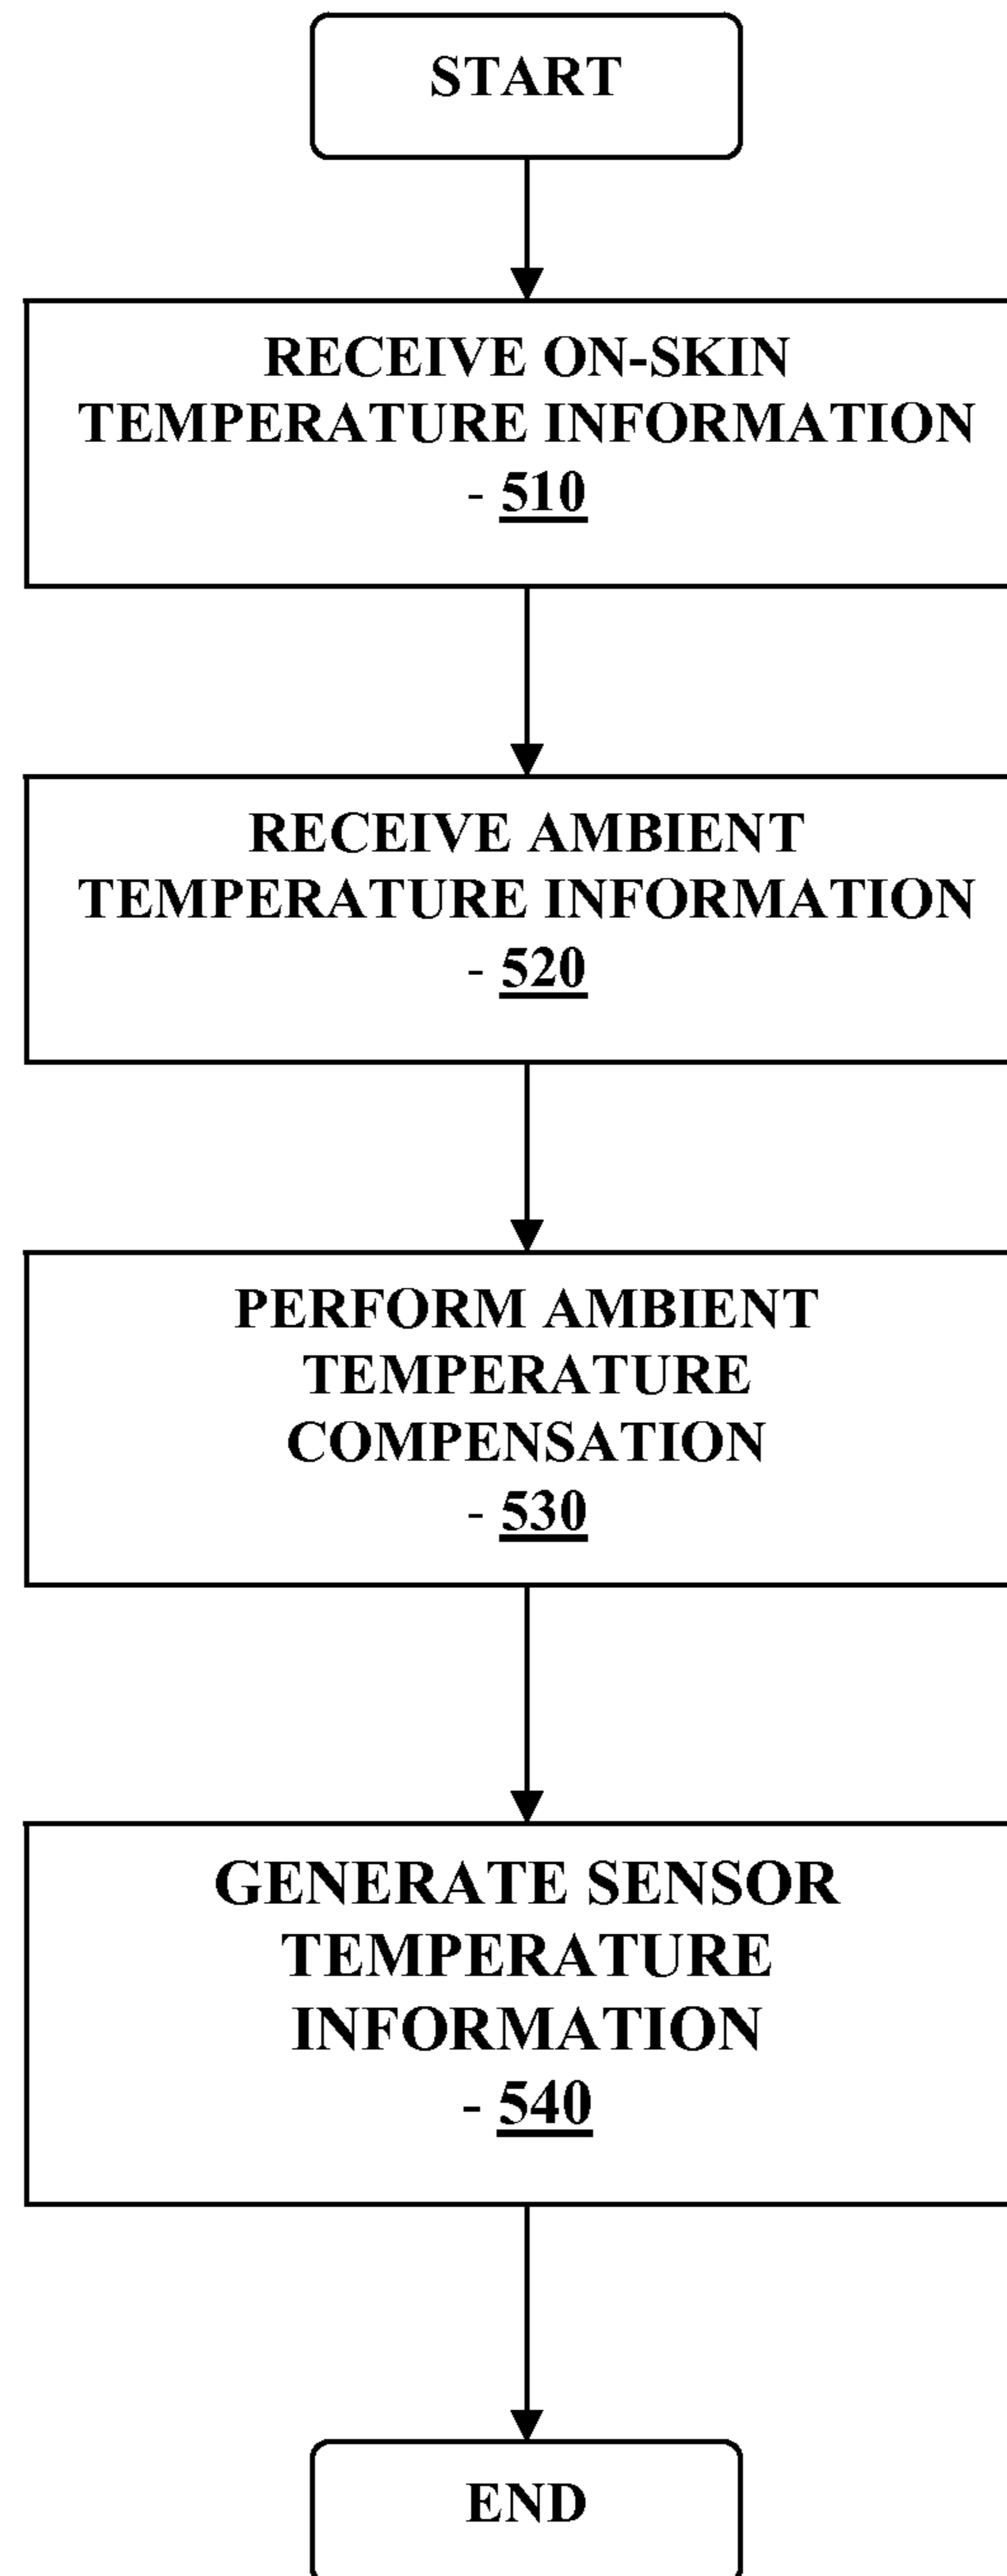 START
RECEIVE ON-SKIN
TEMPERATURE INFORMATION
- 510
RECEIVE AMBIENT
TEMPERATURE INFORMATION
- 520
PERFORM AMBIENT
TEMPERATURE
COMPENSATION
- 530
GENERATE SENSOR
TEMPERATURE
INFORMATION
- 540
END